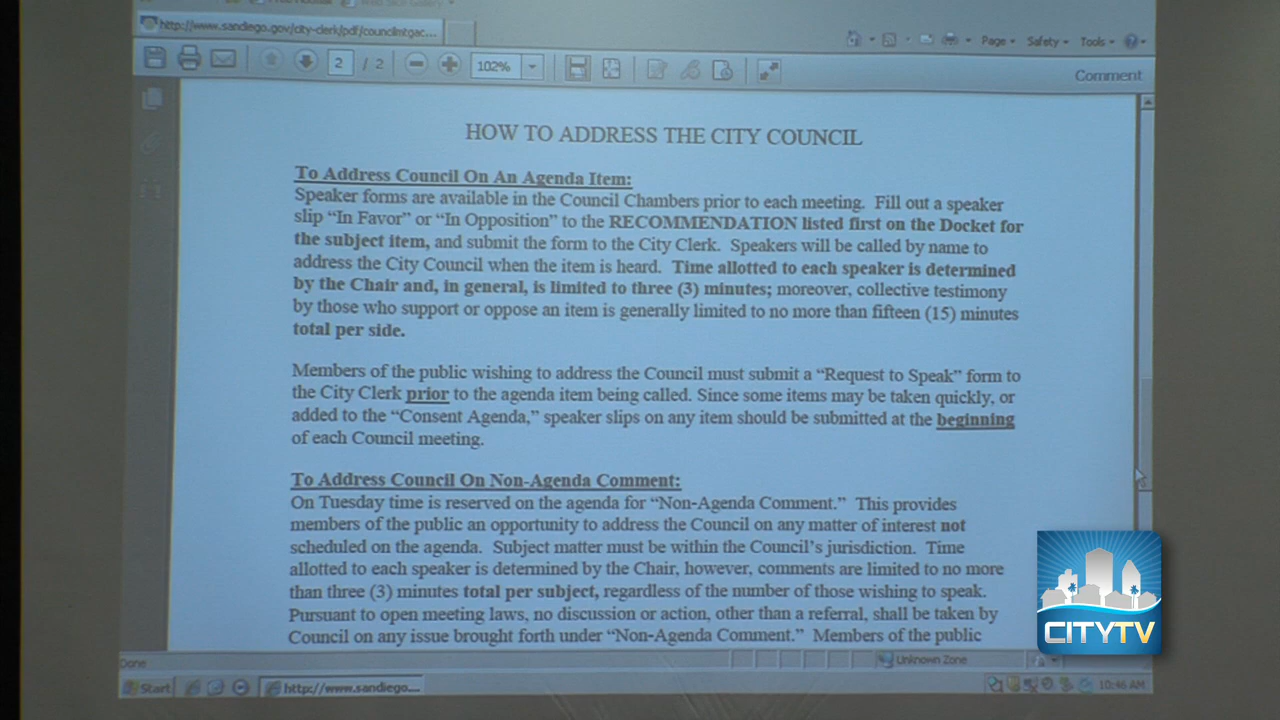 http://www.sandiego.gov/city-clerk/pdf/councilmtgac...
Page
Safety
Tools
2 / 2
102%
Comment
HOW TO ADDRESS THE CITY COUNCIL
To Address Council On An Agenda Item:
Speaker forms are available in the Council Chambers prior to each meeting. Fill out a speaker
slip “In Favor” or “In Opposition” to the RECOMMENDATION listed first on the Docket for
the subject item, and submit the form to the City Clerk. Speakers will be called by name to
address the City Council when the item is heard. Time allotted to each speaker is determined
by the Chair and, in general, is limited to three (3) minutes; moreover, collective testimony
by those who support or oppose an item is generally limited to no more than fifteen (15) minutes
total per side.
Members of the public wishing to address the Council must submit a “Request to Speak” form to
the City Clerk prior to the agenda item being called. Since some items may be taken quickly, or
added to the “Consent Agenda,” speaker slips on any item should be submitted at the beginning
of each Council meeting.
To Address Council On Non-Agenda Comment:
On Tuesday time is reserved on the agenda for “Non-Agenda Comment.” This provides
members of the public an opportunity to address the Council on any matter of interest not
scheduled on the agenda. Subject matter must be within the Council’s jurisdiction. Time
allotted to each speaker is determined by the Chair, however, comments are limited to no more
than three (3) minutes total per subject, regardless of the number of those wishing to speak.
Pursuant to open meeting laws, no discussion or action, other than a referral, shall be taken by
Council on any issue brought forth under “Non-Agenda Comment.” Members of the public
CITYTV
Done
Unknown Zone
Start
http://www.sandiego....
10:46 AM